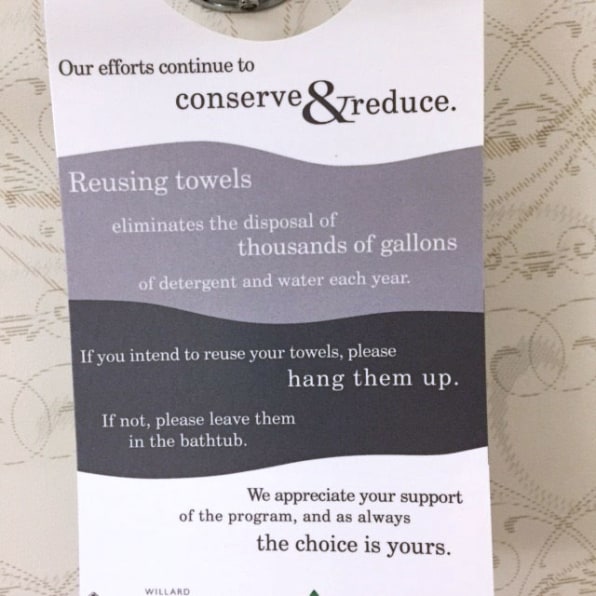 Our efforts continue to
conserve & reduce.
Reusing towels
eliminates the disposal of
thousands of gallons
of detergent and water each year.
If you intend to reuse your towels, please
hang them up.
If not, please leave them
in the bathtub.
We appreciate your support
of the program, and as always
the choice is yours.
WILLARD